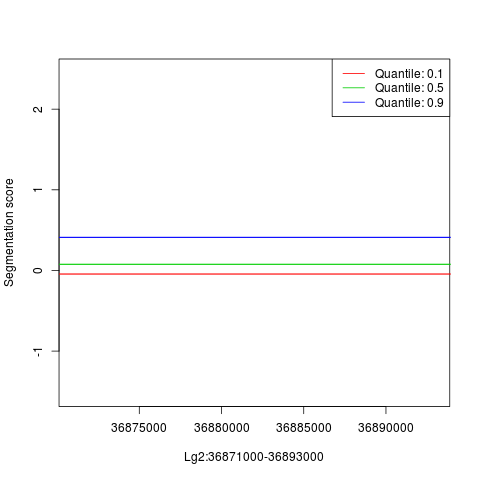 Quantile: 0.1
Quantile: 0.5
Quantile: 0.9
Segmentation score
2
1
0
-1
36875000 36880000 36885000 36890000
Lg2:36871000-36893000